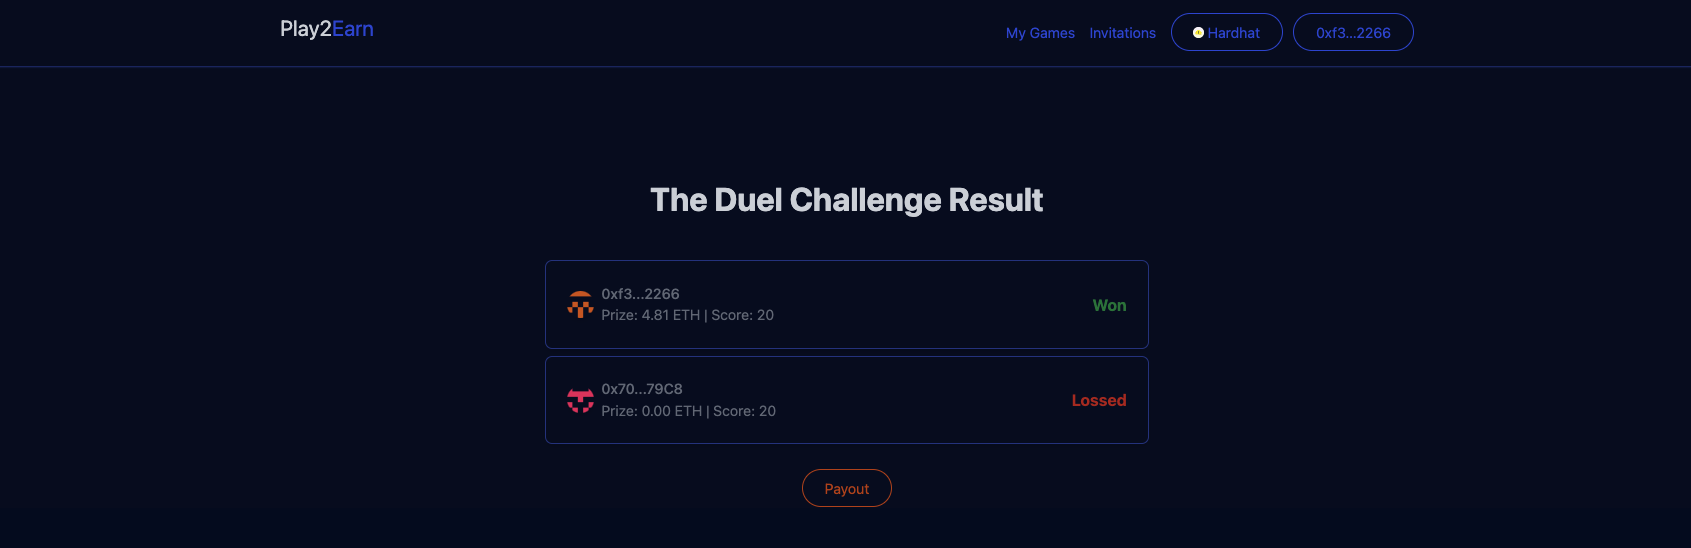 Play2Earn
My Games Invitations Hardhat 0xf3...2266
The Duel Challenge Result
0xf3...2266
Prize: 4.81 ETH | Score: 20
Won
0x70...79C8
Prize: 0.00 ETH | Score: 20
Lossed
Payout